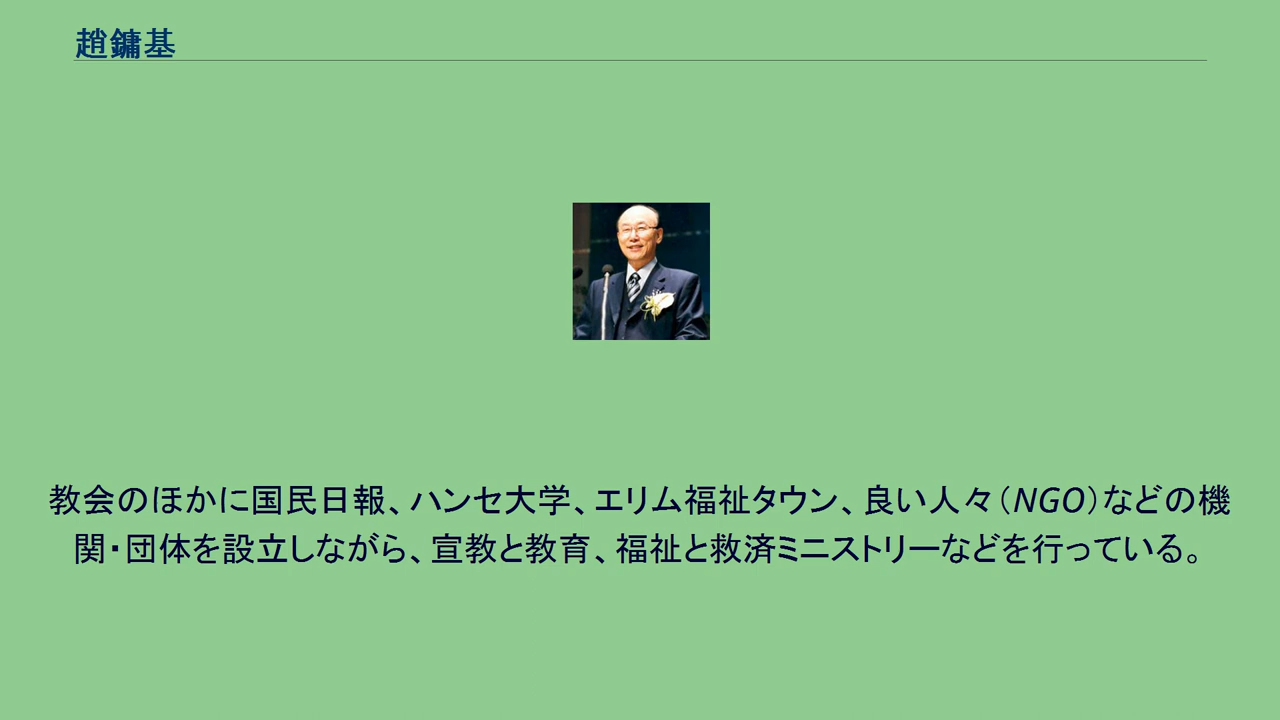 趙鏞基
教会のほかに国民日報、ハンセ大学、エリム福祉タウン、良い人々（NGO）などの機
関・団体を設立しながら、宣教と教育、福祉と救済ミニストリーなどを行っている。